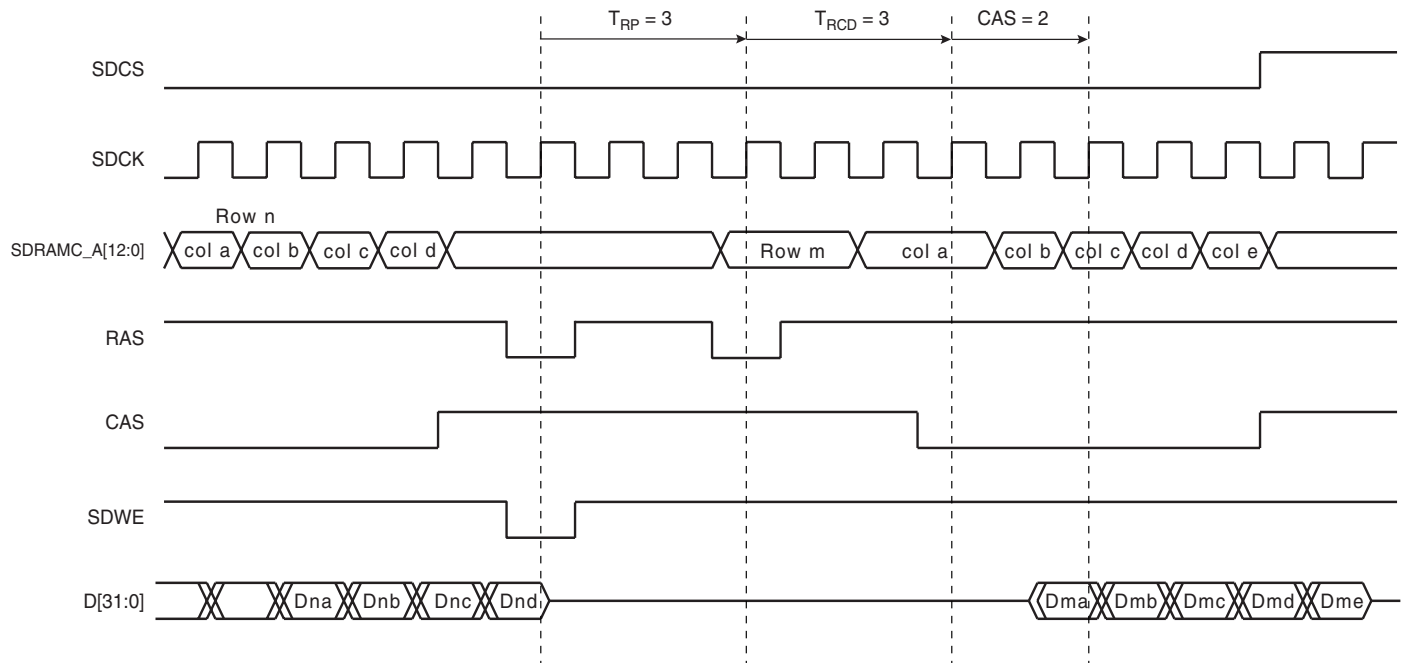 T_RP = 3 T_RCD = 3 CAS = 2
SDCS
SDCK
Row n
SDRAMC_A[12:0] col a col b col c col d Row m col a col b col c col d col e
RAS
CAS
SDWE
D[31:0] Dna Dnb Dnc Dnd Dma Dmb Dmc Dmd Dme